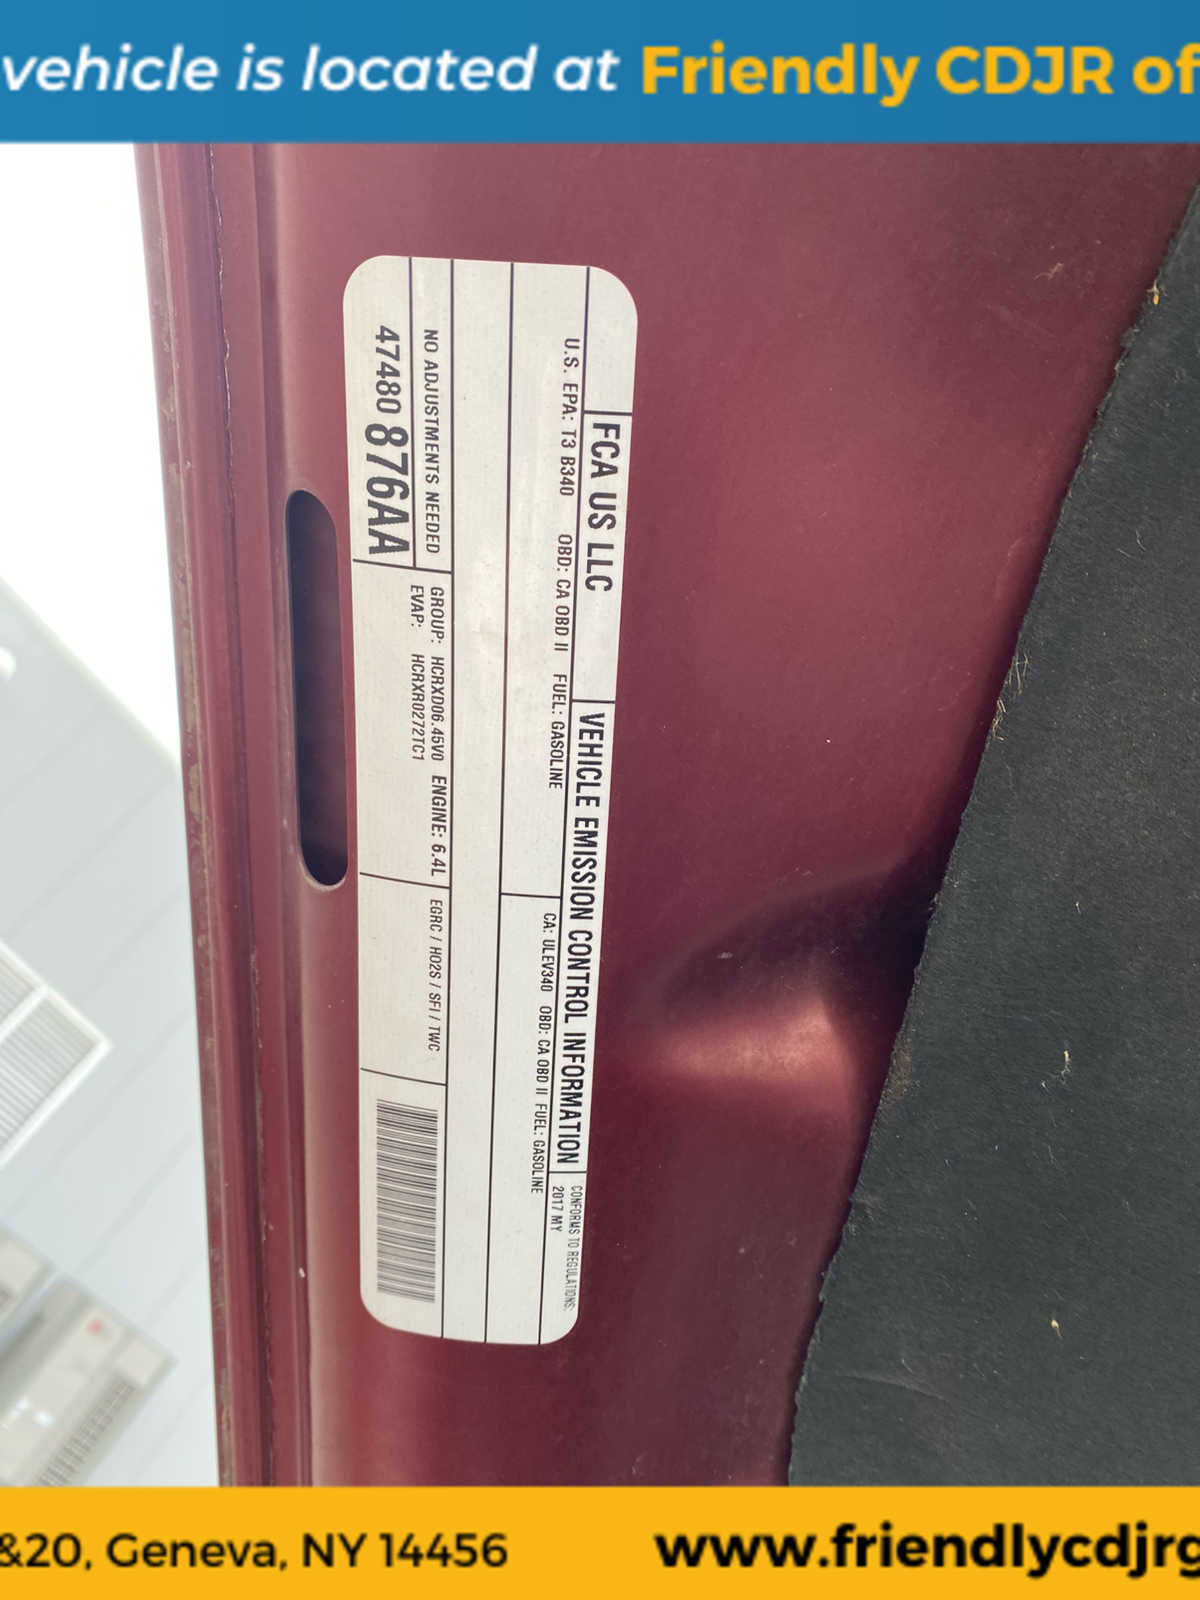 vehicle is located at Friendly CDJR of
FCA US LLC
VEHICLE EMISSION CONTROL INFORMATION
CONFORMS TO REGULATIONS:
2017 MY
U.S. EPA: T3 B340 OBD: CA OBD II FUEL: GASOLINE
CA: ULEV340 OBD: CA OBD II FUEL: GASOLINE
NO ADJUSTMENTS NEEDED
47480876AA
GROUP: HCRXD06.45V0 ENGINE: 6.4L
EVAP: HCRXR0272TC1
EGRC / HO2S / SFI / TWC
&20, Geneva, NY 14456
www.friendlycdjrg